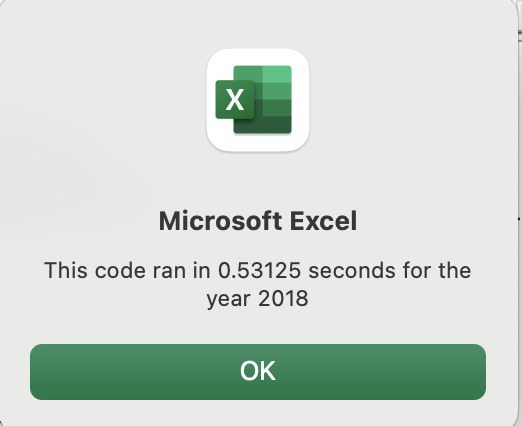 X
Microsoft Excel
This code ran in 0.53125 seconds for the
year 2018
OK